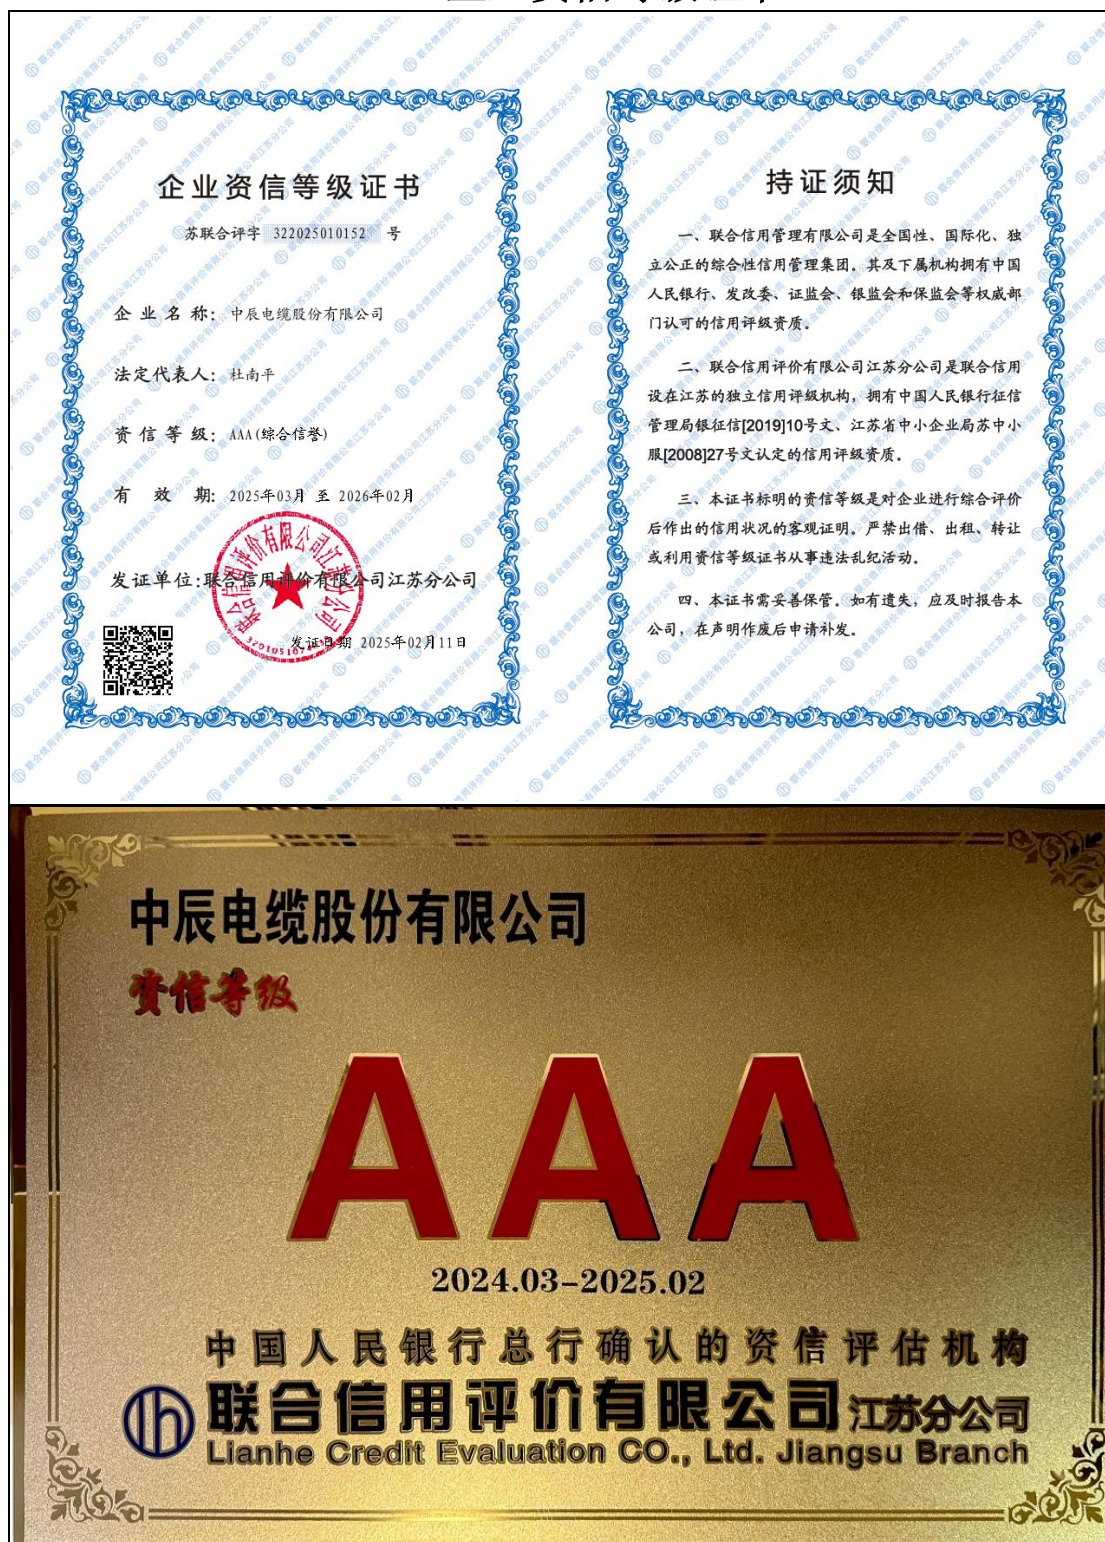 企业资信等级证书
苏联合评字 322025010152 号
企业名称：中辰电缆股份有限公司
法定代表人：杜南平
资信等级：AAA(综合信誉)
有效期：2025年03月 至 2026年02月
发证单位:联合信用评价有限公司江苏分公司
发证日期 2025年02月11日
联合信用评价有限公司江苏分公司
持证须知
一、联合信用管理有限公司是全国性、国际化、独
立公正的综合性信用管理集团。其及下属机构拥有中国
人民银行、发改委、证监会、银监会和保监会等权威部
门认可的信用评级资质。
二、联合信用评价有限公司江苏分公司是联合信用
设在江苏的独立信用评级机构，拥有中国人民银行征信
管理局银征信[2019]10号文、江苏省中小企业局苏中小
服[2008]27号文认定的信用评级资质。
三、本证书标明的资信等级是对企业进行综合评价
后作出的信用状况的客观证明。严禁出借、出租、转让
或利用资信等级证书从事违法乱纪活动。
四、本证书需妥善保管。如有遗失，应及时报告本
公司，在声明作废后申请补发。
中辰电缆股份有限公司
资信等级
AAA
2024.03-2025.02
中国人民银行总行确认的资信评估机构
联合信用评价有限公司江苏分公司
Lianhe Credit Evaluation CO., Ltd. Jiangsu Branch